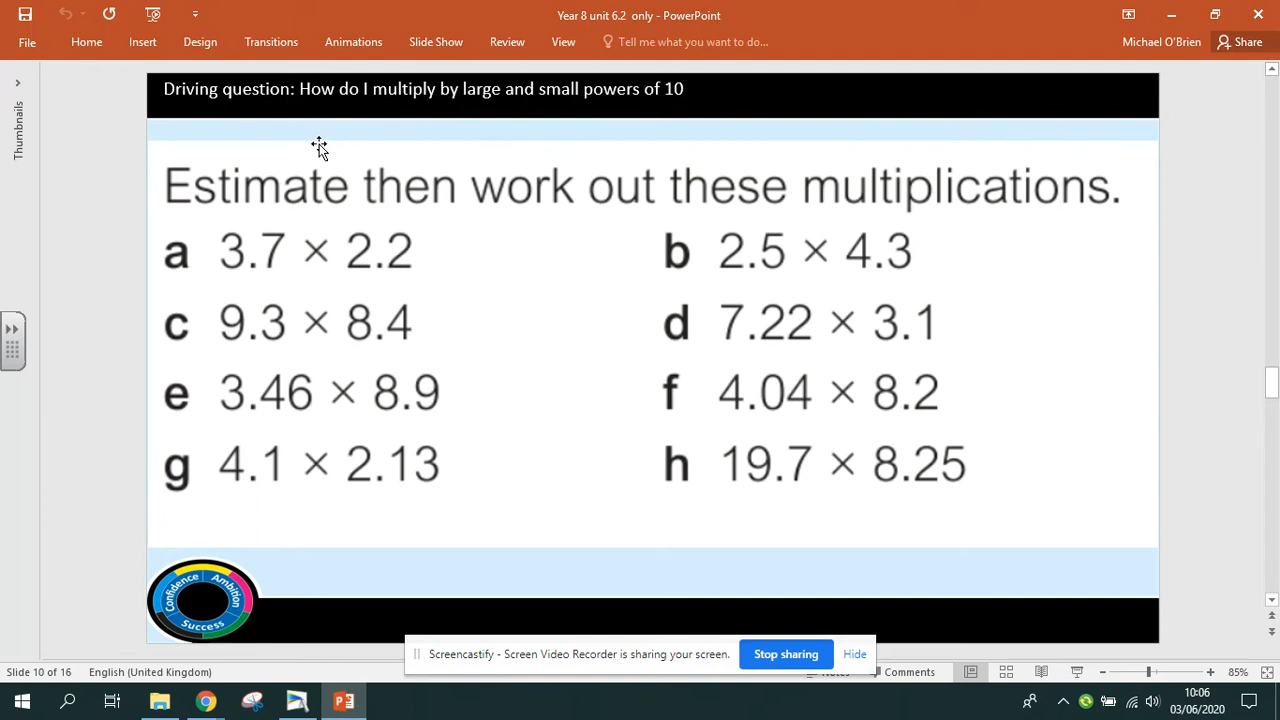 Year 8 unit 6.2 only - PowerPoint
File Home Insert Design Transitions Animations Slide Show Review View Tell me what you want to do... Michael O'Brien Share
Thumbnails
Driving question: How do I multiply by large and small powers of 10
Estimate then work out these multiplications.
a 3.7 × 2.2 b 2.5 × 4.3
c 9.3 × 8.4 d 7.22 × 3.1
e 3.46 × 8.9 f 4.04 × 8.2
g 4.1 × 2.13 h 19.7 × 8.25
Confidence Ambition
Success
Screencastify - Screen Video Recorder is sharing your screen. Stop sharing Hide
Slide 10 of 16 English (United Kingdom) Notes Comments 85%
10:06
03/06/2020